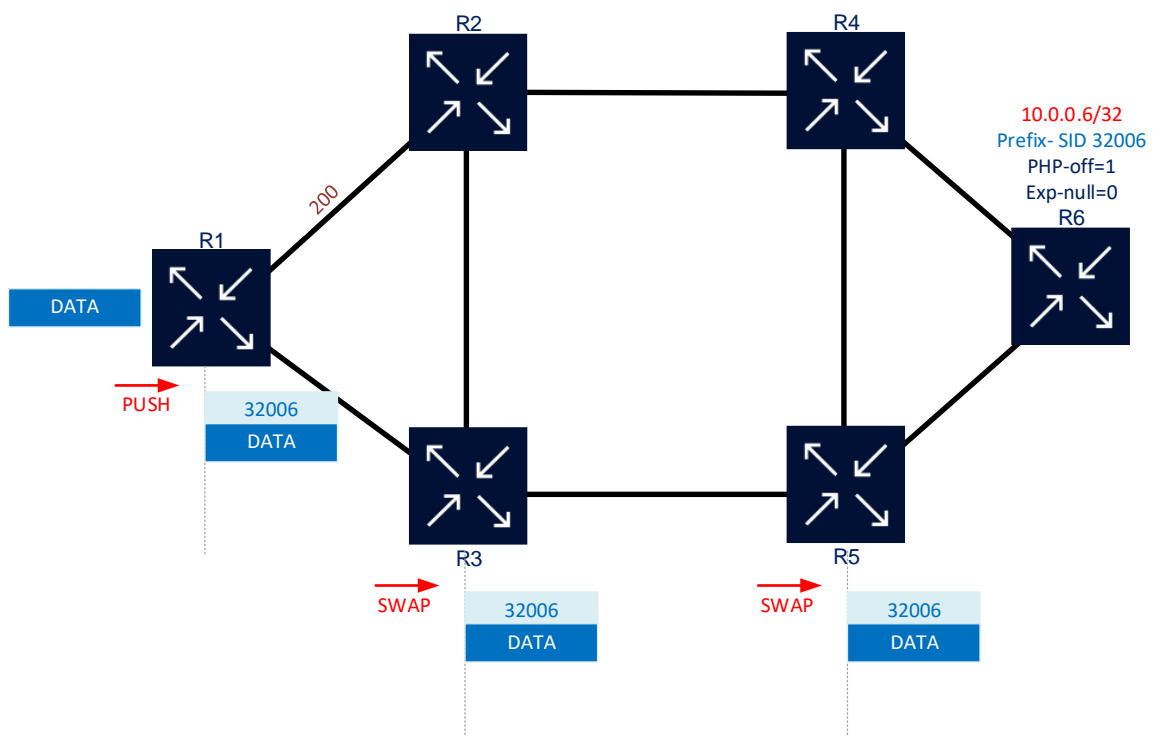 R2
R4
10.0.0.6/32
Prefix- SID 32006
PHP-off=1
Exp-null=0
R6
200
R1
DATA
PUSH
32006
DATA
R3
R5
SWAP
32006
DATA
SWAP
32006
DATA